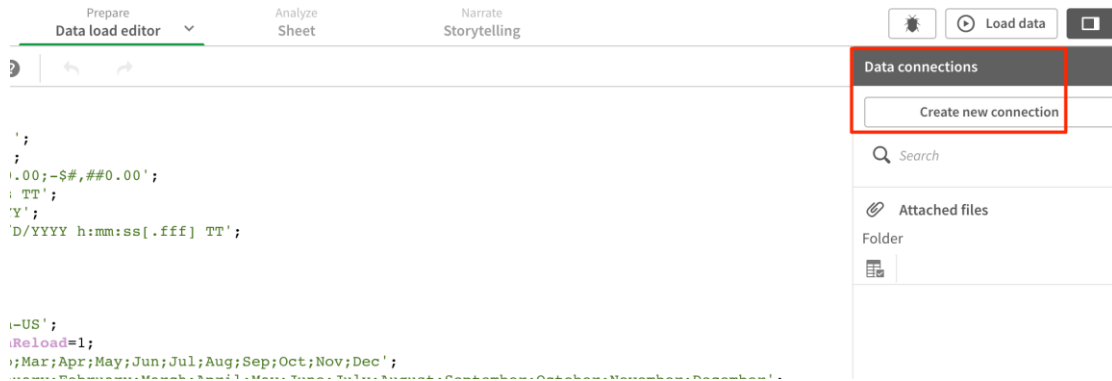 Prepare
Data load editor
Analyze
Sheet
Narrate
Storytelling
Load data
Data connections
Create new connection
Search
Attached files
Folder
';
;
.00;-$#,##0.00';
TT';
YY';
D/YYYY h:mm:ss[.fff] TT';
-US';
Reload=1;
;Mar;Apr;May;Jun;Jul;Aug;Sep;Oct;Nov;Dec';